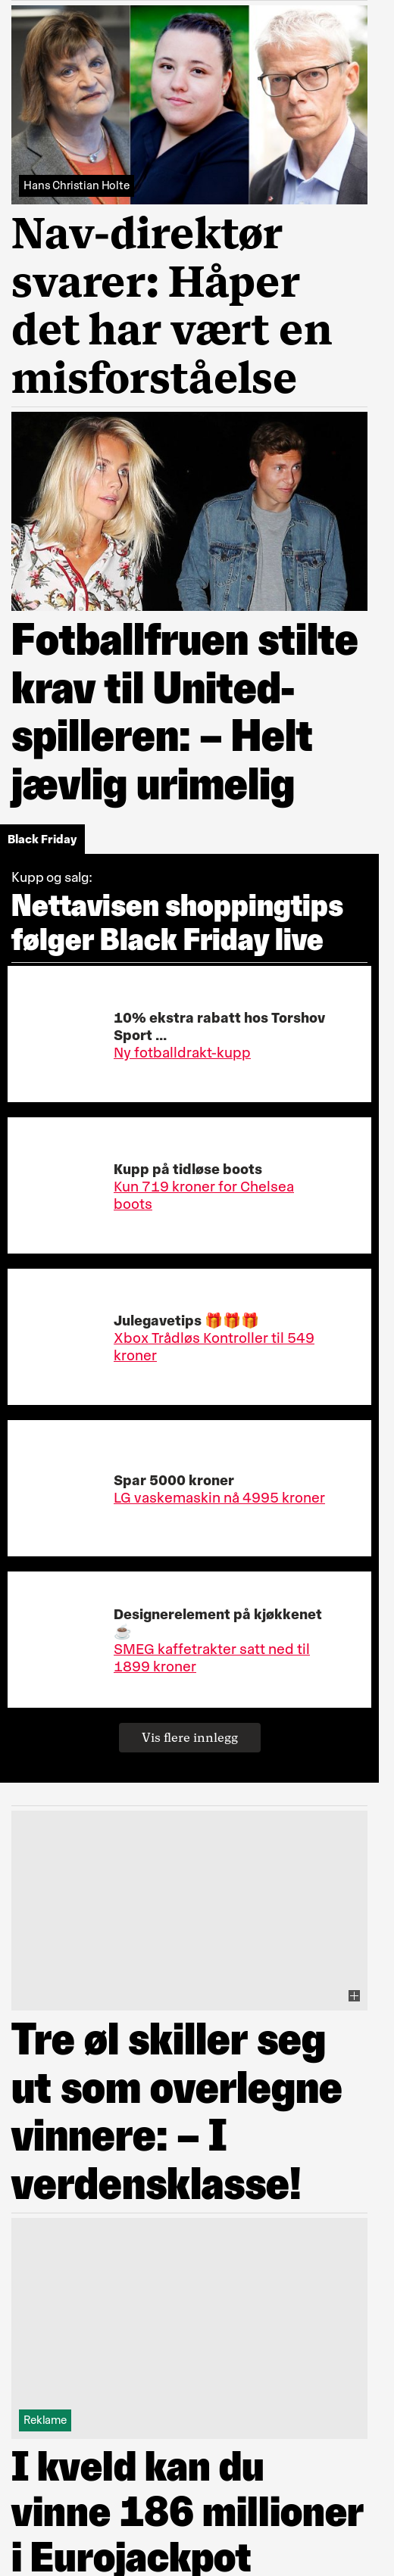 Hans Christian Holte
Nav-direktør
svarer: Håper
det har vært en
misforståelse
Fotballfruen stilte
krav til United-
spilleren: – Helt
jævlig urimelig
Black Friday
Kupp og salg:
Nettavisen shoppingtips
følger Black Friday live
10% ekstra rabatt hos Torshov
Sport ...
Ny fotballdrakt-kupp
Kupp på tidløse boots
Kun 719 kroner for Chelsea
boots
Julegavetips 🎁🎁🎁
Xbox Trådløs Kontroller til 549
kroner
Spar 5000 kroner
LG vaskemaskin nå 4995 kroner
Designerelement på kjøkkenet
☕
SMEG kaffetrakter satt ned til
1899 kroner
Vis flere innlegg
Tre øl skiller seg
ut som overlegne
vinnere: – I
verdensklasse!
Reklame
I kveld kan du
vinne 186 millioner
i Eurojackpot